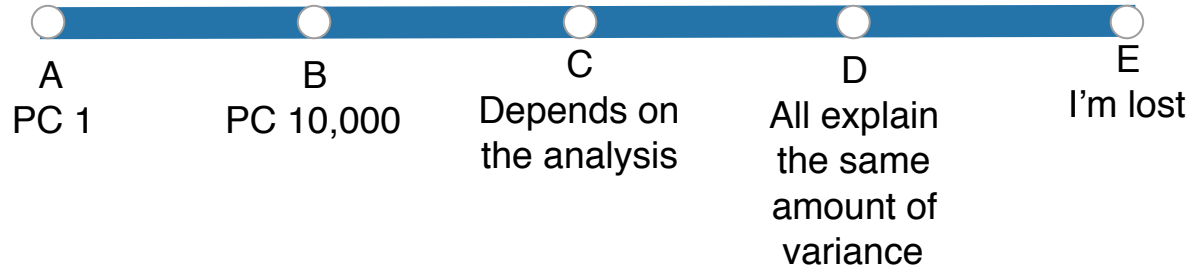 A
PC 1
B
PC 10,000
C
Depends on
the analysis
D
All explain
the same
amount of
variance
E
I'm lost